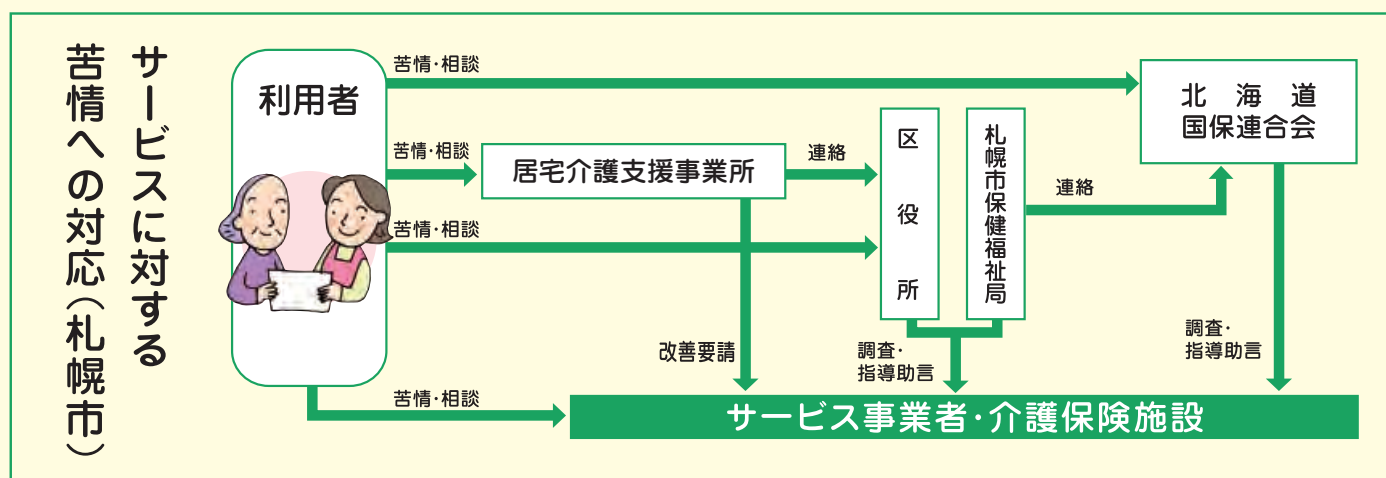 サービスに対する
苦情への対応(札幌市)
利用者
苦情・相談
北海道
国保連合会
苦情・相談
居宅介護支援事業所
連絡
区役所
札幌市保健福祉局
連絡
苦情・相談
改善要請
調査・
指導助言
調査・
指導助言
苦情・相談
サービス事業者・介護保険施設